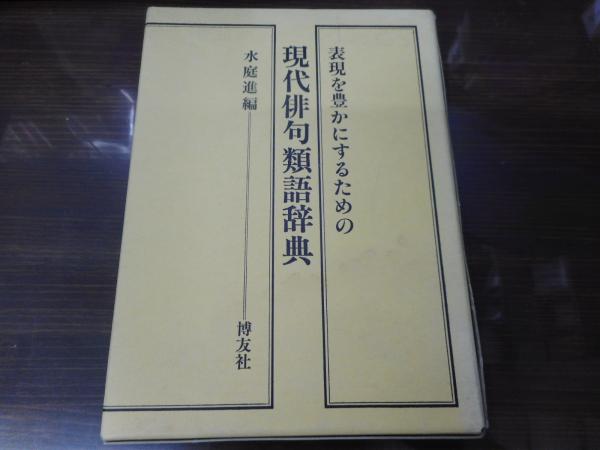 表現を豊かにするための
現代俳句類語辞典
水庭進編
博友社